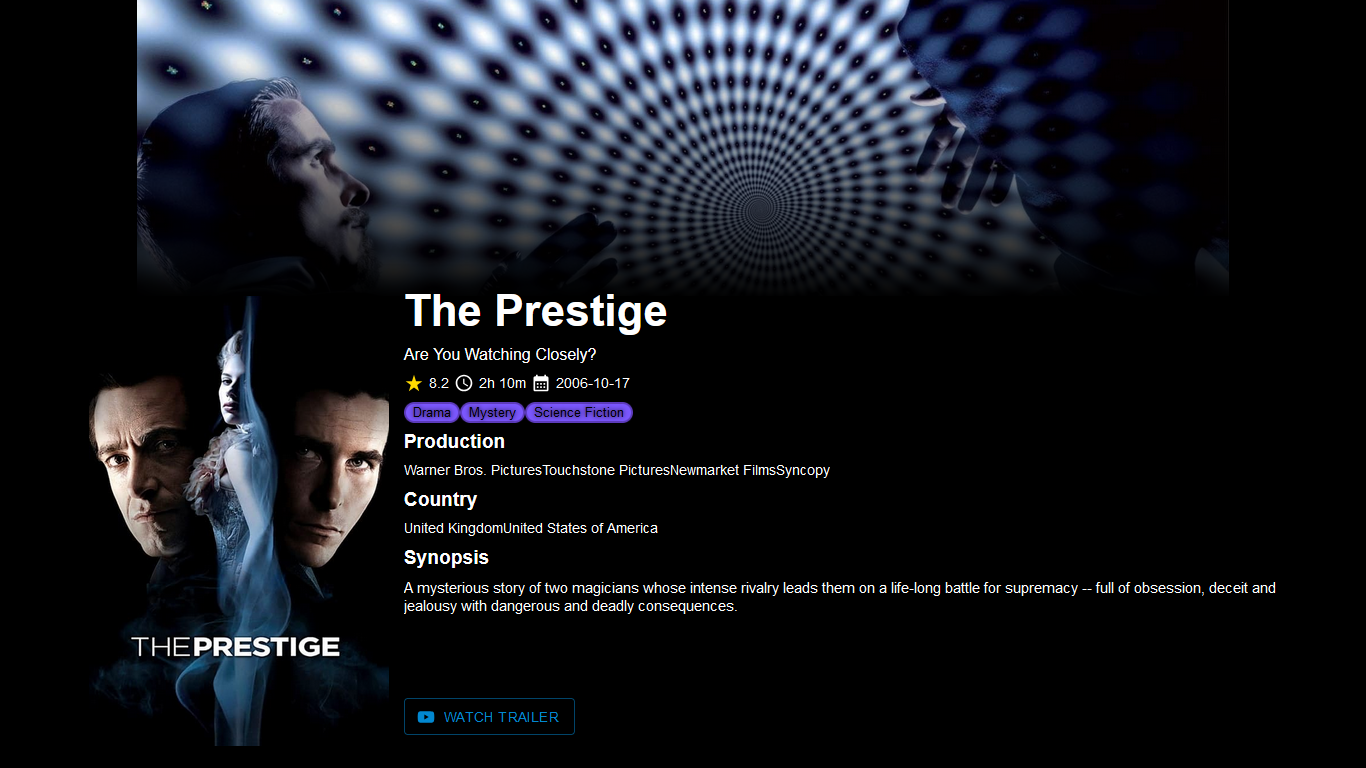 The Prestige
Are You Watching Closely?
8.2 2h 10m 2006-10-17
Drama Mystery Science Fiction
Production
Warner Bros. PicturesTouchstone PicturesNewmarket FilmsSyncopy
Country
United KingdomUnited States of America
Synopsis
A mysterious story of two magicians whose intense rivalry leads them on a life-long battle for supremacy -- full of obsession, deceit and
jealousy with dangerous and deadly consequences.
THEPRESTIGE
WATCH TRAILER